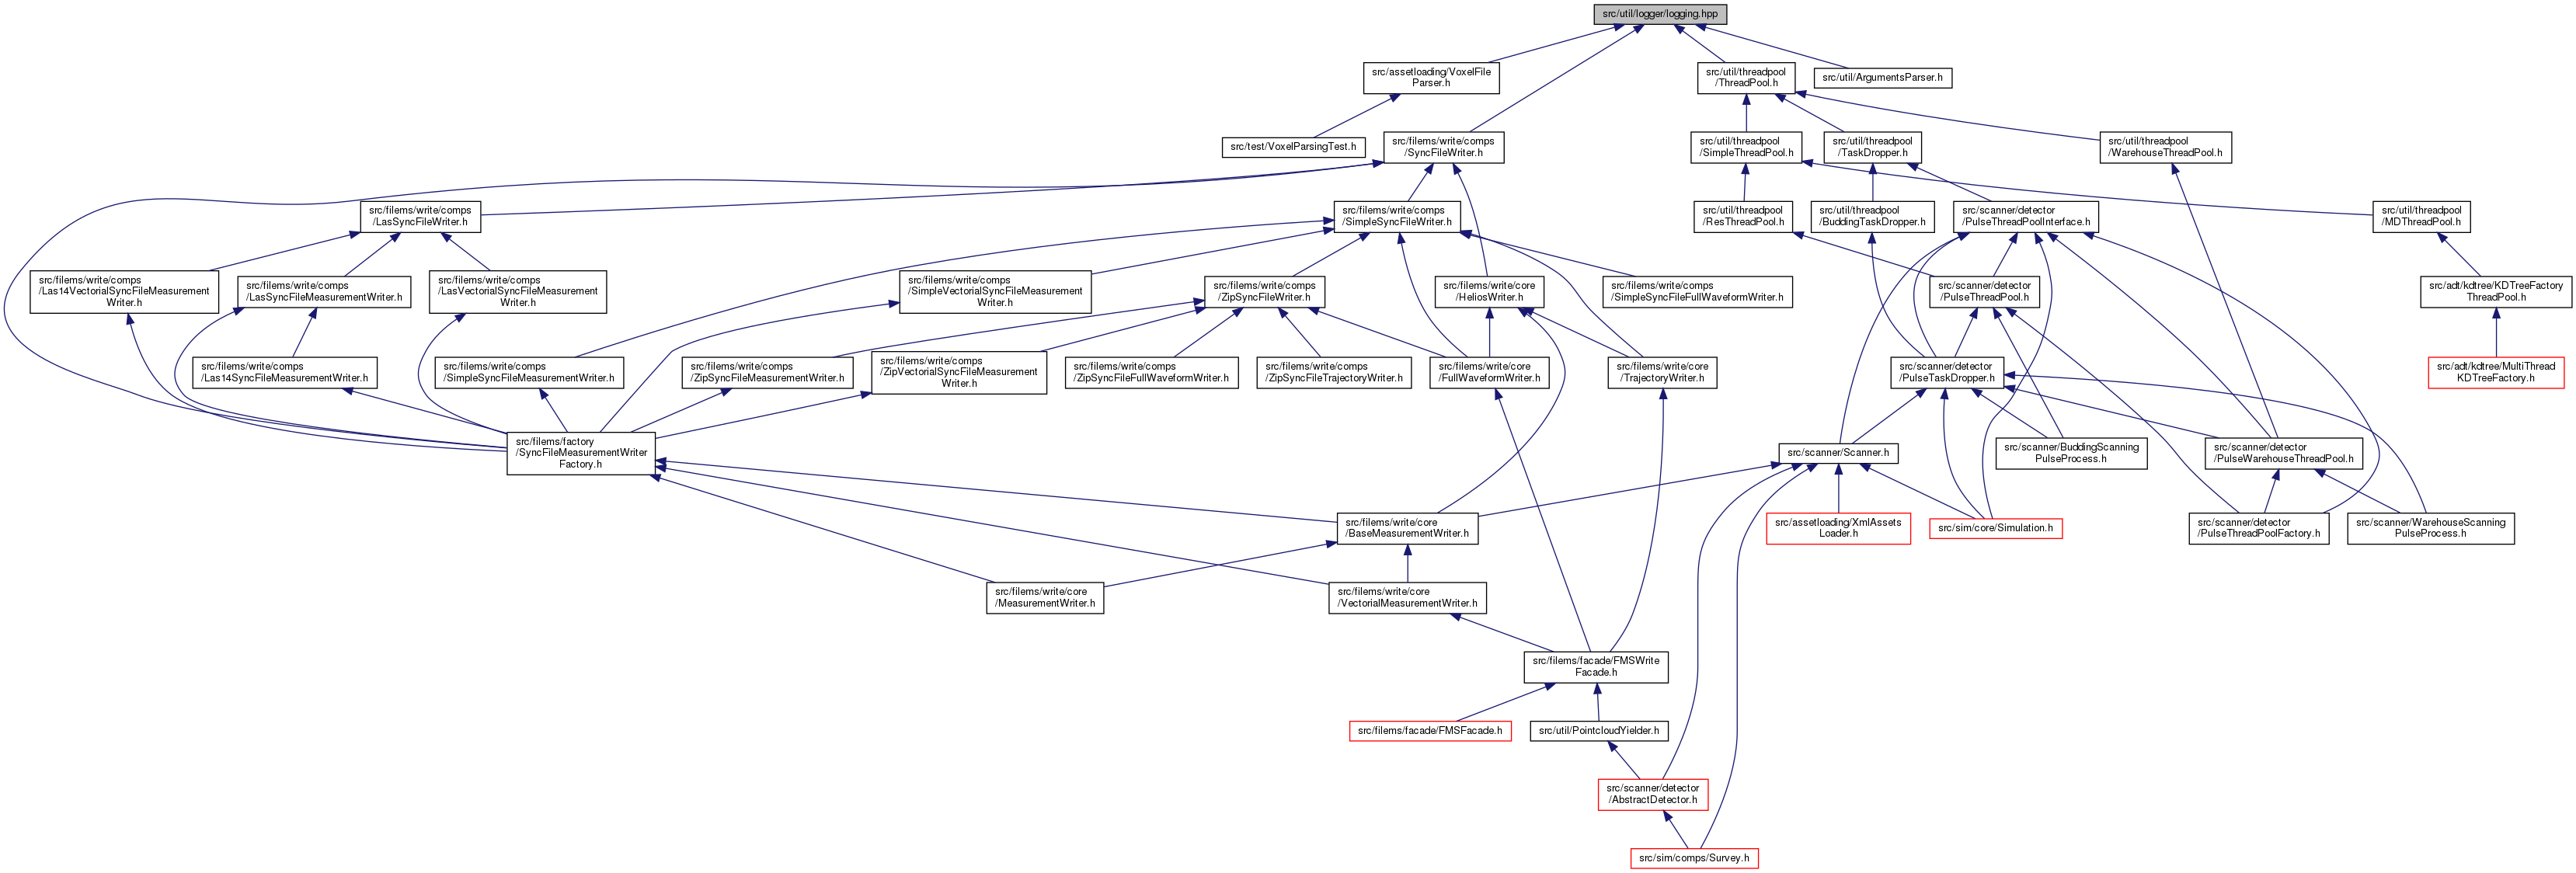 src/util/logger/logging.hpp
src/assetloading/VoxelFile
Parser.h
src/util/threadpool
/ThreadPool.h
src/util/ArgumentsParser.h
src/test/VoxelParsingTest.h
src/filems/write/comps
/SyncFileWriter.h
src/util/threadpool
/SimpleThreadPool.h
src/util/threadpool
/TaskDropper.h
src/util/threadpool
/WarehouseThreadPool.h
src/filems/write/comps
/LasSyncFileWriter.h
src/filems/write/comps
/SimpleSyncFileWriter.h
src/util/threadpool
/ResThreadPool.h
src/util/threadpool
/BuddingTaskDropper.h
src/scanner/detector
/PulseThreadPoolInterface.h
src/util/threadpool
/MDThreadPool.h
src/filems/write/comps
/Las14VectorialSyncFileMeasurement
Writer.h
src/filems/write/comps
/LasSyncFileMeasurementWriter.h
src/filems/write/comps
/LasVectorialSyncFileMeasurement
Writer.h
src/filems/write/comps
/SimpleVectorialSyncFileMeasurement
Writer.h
src/filems/write/comps
/ZipSyncFileWriter.h
src/filems/write/core
/HeliosWriter.h
src/filems/write/comps
/SimpleSyncFileFullWaveformWriter.h
src/scanner/detector
/PulseThreadPool.h
src/adt/kdtree/KDTreeFactory
ThreadPool.h
src/filems/write/comps
/Las14SyncFileMeasurementWriter.h
src/filems/write/comps
/SimpleSyncFileMeasurementWriter.h
src/filems/write/comps
/ZipSyncFileMeasurementWriter.h
src/filems/write/comps
/ZipVectorialSyncFileMeasurement
Writer.h
src/filems/write/comps
/ZipSyncFileFullWaveformWriter.h
src/filems/write/comps
/ZipSyncFileTrajectoryWriter.h
src/filems/write/core
/FullWaveformWriter.h
src/filems/write/core
/TrajectoryWriter.h
src/scanner/detector
/PulseTaskDropper.h
src/adt/kdtree/MultiThread
KDTreeFactory.h
src/filems/factory
/SyncFileMeasurementWriter
Factory.h
src/scanner/Scanner.h
src/scanner/BuddingScanning
PulseProcess.h
src/scanner/detector
/PulseWarehouseThreadPool.h
src/filems/write/core
/BaseMeasurementWriter.h
src/assetloading/XmlAssets
Loader.h
src/sim/core/Simulation.h
src/scanner/detector
/PulseThreadPoolFactory.h
src/scanner/WarehouseScanning
PulseProcess.h
src/filems/write/core
/MeasurementWriter.h
src/filems/write/core
/VectorialMeasurementWriter.h
src/filems/facade/FMSWrite
Facade.h
src/filems/facade/FMSFacade.h
src/util/PointcloudYielder.h
src/scanner/detector
/AbstractDetector.h
src/sim/comps/Survey.h